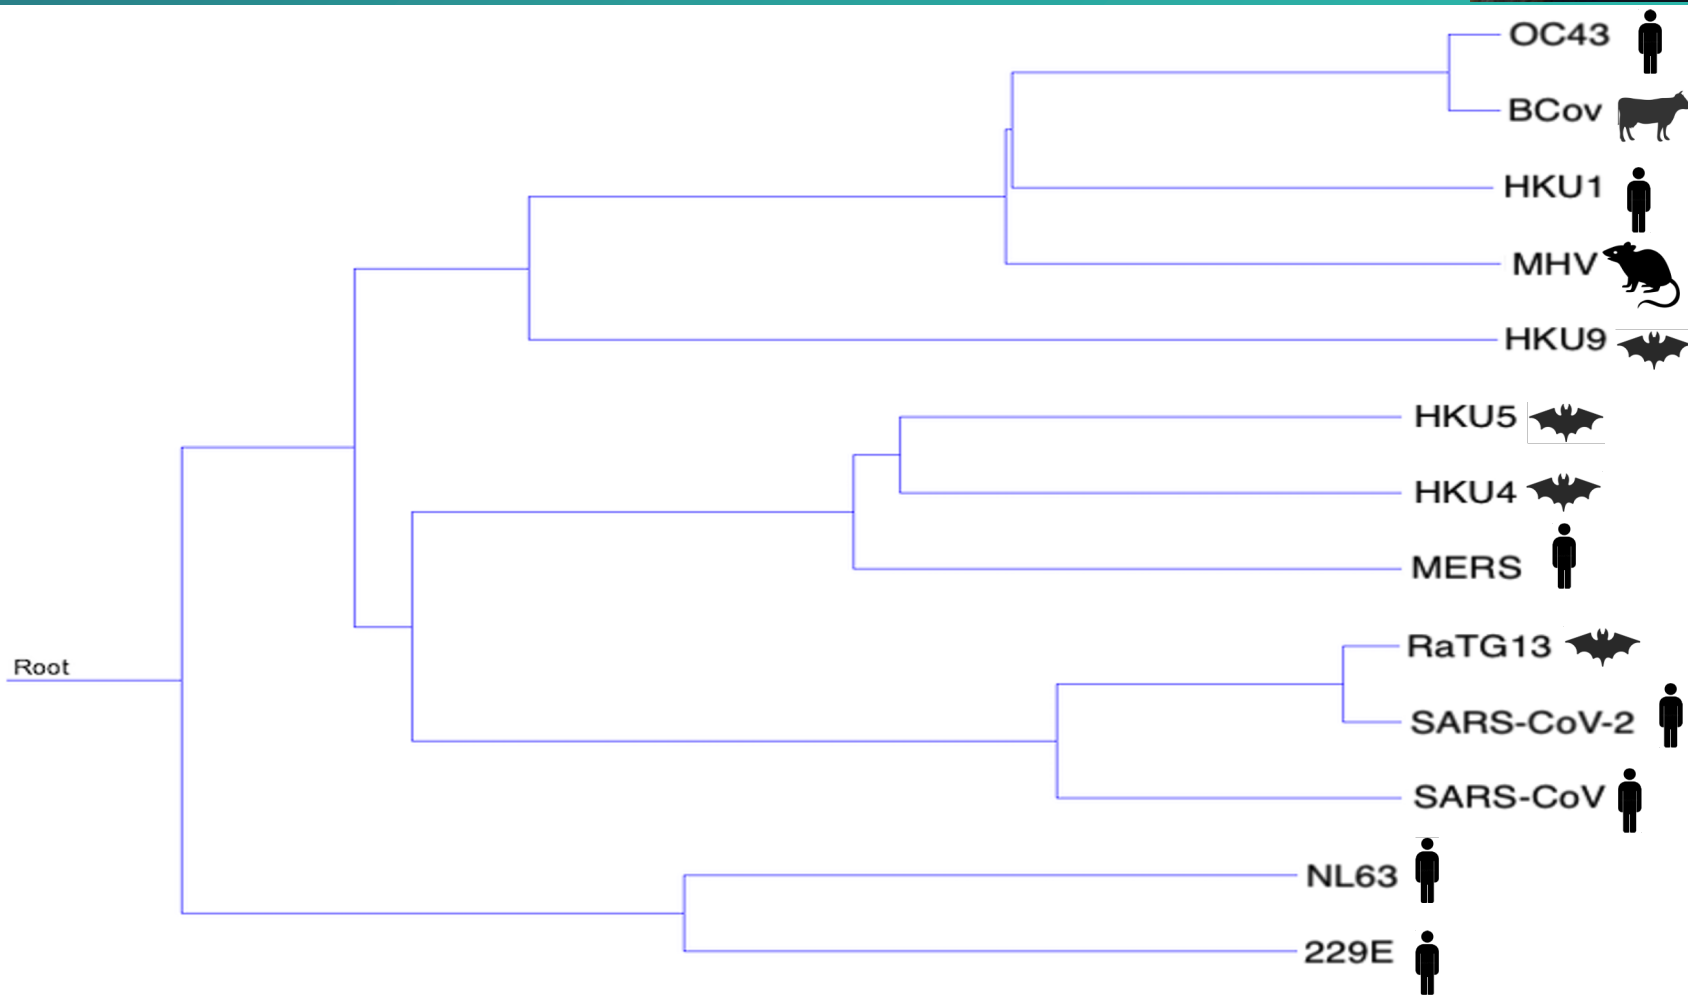 OC43
BCov
HKU1
MHV
HKU9
HKU5
HKU4
MERS
RaTG13
Root
SARS-CoV-2
SARS-CoV
NL63
229E